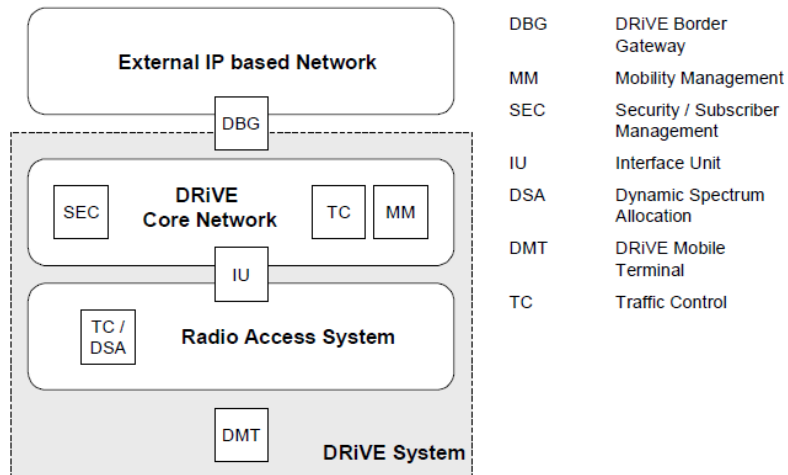 External IP based Network
DBG
SEC
DRiVE
Core Network
TC
MM
IU
TC /
DSA
Radio Access System
DMT
DRiVE System
DBG DRiVE Border
Gateway
MM Mobility Management
SEC Security / Subscriber
Management
IU Interface Unit
DSA Dynamic Spectrum
Allocation
DMT DRiVE Mobile
Terminal
TC Traffic Control